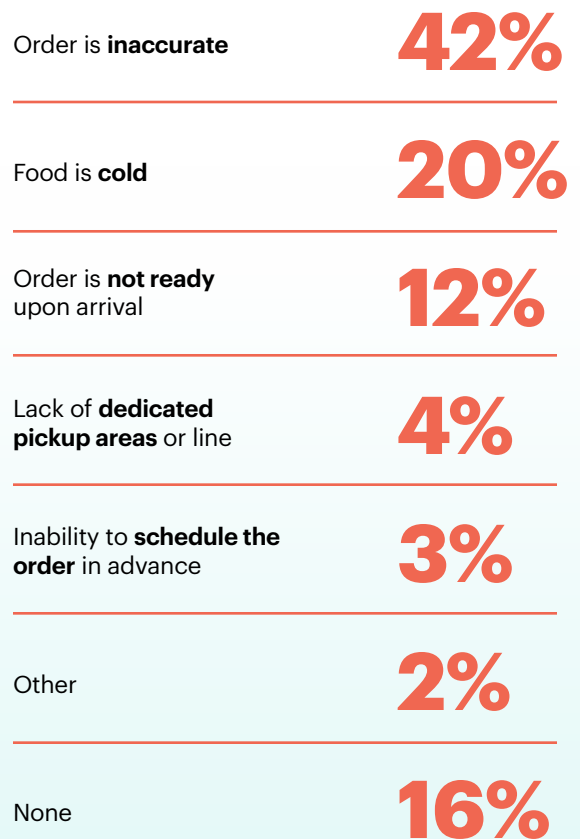 Order is inaccurate 42%
Food is cold 20%
Order is not ready
upon arrival 12%
Lack of dedicated
pickup areas or line 4%
Inability to schedule the
order in advance 3%
Other 2%
None 16%